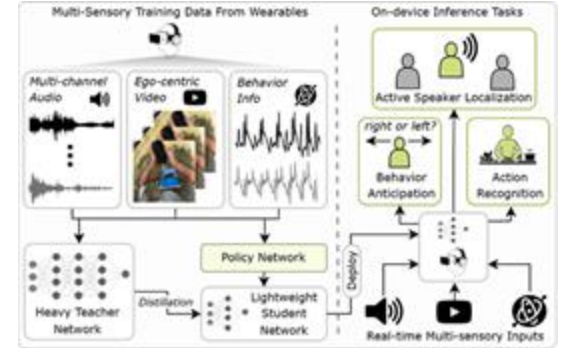 Multi-Sensory Training Data From Wearables
On-device Inference Tasks
Multi-channel
Audio
Ego-centric
Video
Behavior
Info
Active Speaker Localization
right or left?
Behavior
Anticipation
Action
Recognition
Policy Network
Heavy Teacher
Network
Distillation
Lightweight
Student
Network
Deploy
Real-time Multi-sensory Inputs